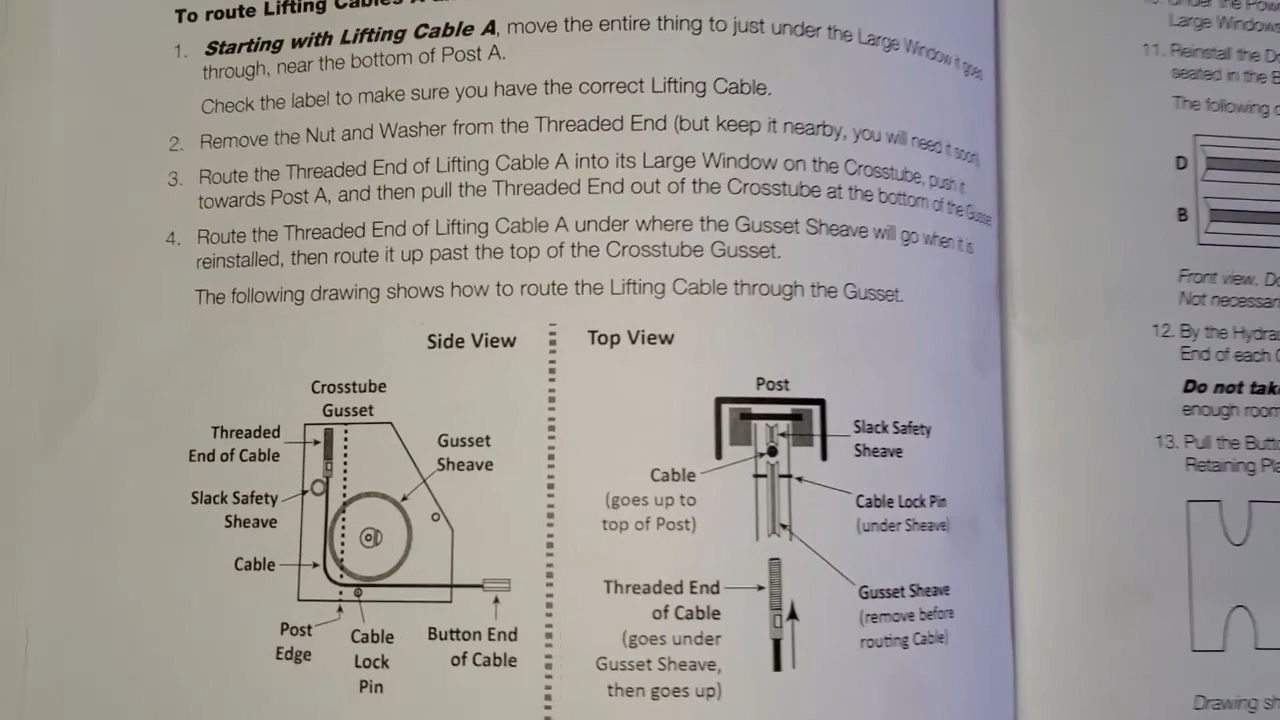 To route Lifting Cables A
1. Starting with Lifting Cable A, move the entire thing to just under the Large Window it goes
through, near the bottom of Post A.
Check the label to make sure you have the correct Lifting Cable.
2. Remove the Nut and Washer from the Threaded End (but keep it nearby, you will need it soon)
3. Route the Threaded End of Lifting Cable A into its Large Window on the Crosstube, push it
towards Post A, and then pull the Threaded End out of the Crosstube at the bottom of the Gusse
4. Route the Threaded End of Lifting Cable A under where the Gusset Sheave will go when it is
reinstalled, then route it up past the top of the Crosstube Gusset.
The following drawing shows how to route the Lifting Cable through the Gusset.
Side View
Crosstube
Gusset
Threaded
End of Cable
Gusset
Sheave
Slack Safety
Sheave
Cable
Post
Edge
Cable
Lock
Pin
Button End
of Cable
Top View
Post
Slack Safety
Sheave
Cable
(goes up to
top of Post)
Cable Lock Pin
(under Sheave)
Threaded End
of Cable
(goes under
Gusset Sheave,
then goes up)
Gusset Sheave
(remove before
routing Cable)
Large Windows
11. Reinstall the D
seated in the B
The following
D
B
Front view. D
Not necessar
12. By the Hydra
End of each
Do not tak
enough room
13. Pull the Butt
Retaining Pla
Drawing sh